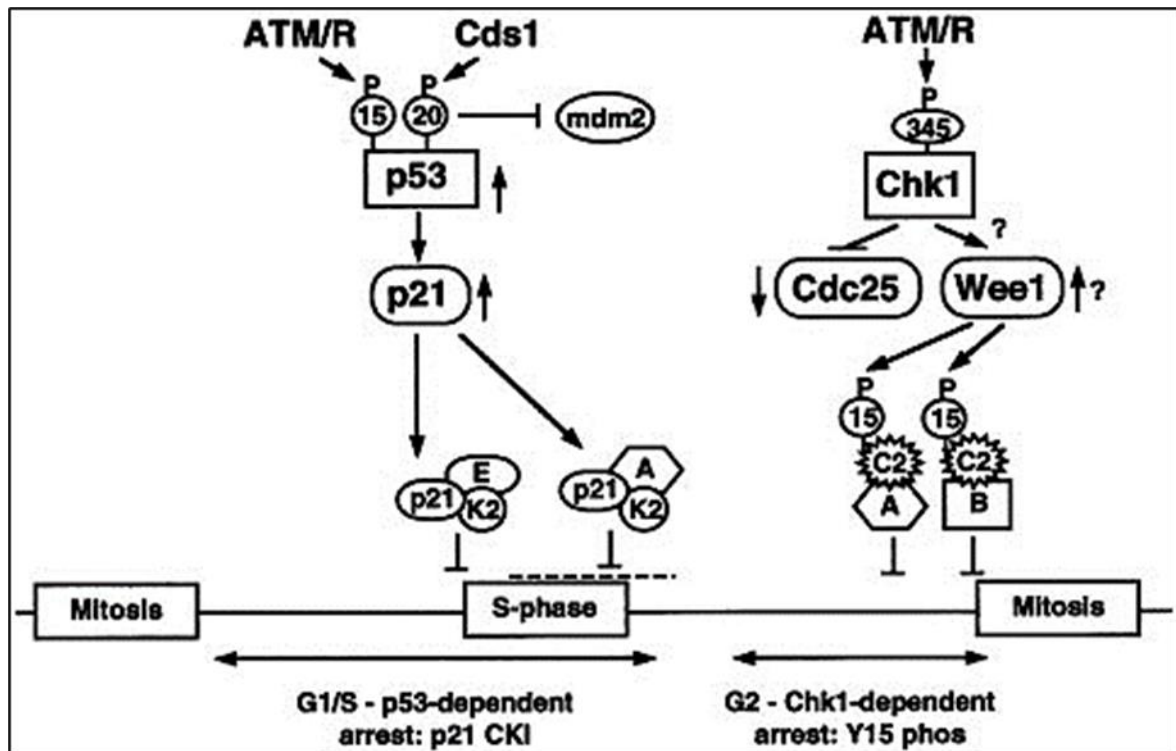 ATM/R Cds1 ATM/R
P P P
15 20 mdm2 345
p53 Chk1
?
p21 Cdc25 Wee1 ?
P P
15 15
E A C2 C2
p21 K2 p21 K2 A B
Mitosis S-phase Mitosis
G1/S - p53-dependent G2 - Chk1-dependent
arrest: p21 CKI arrest: Y15 phos